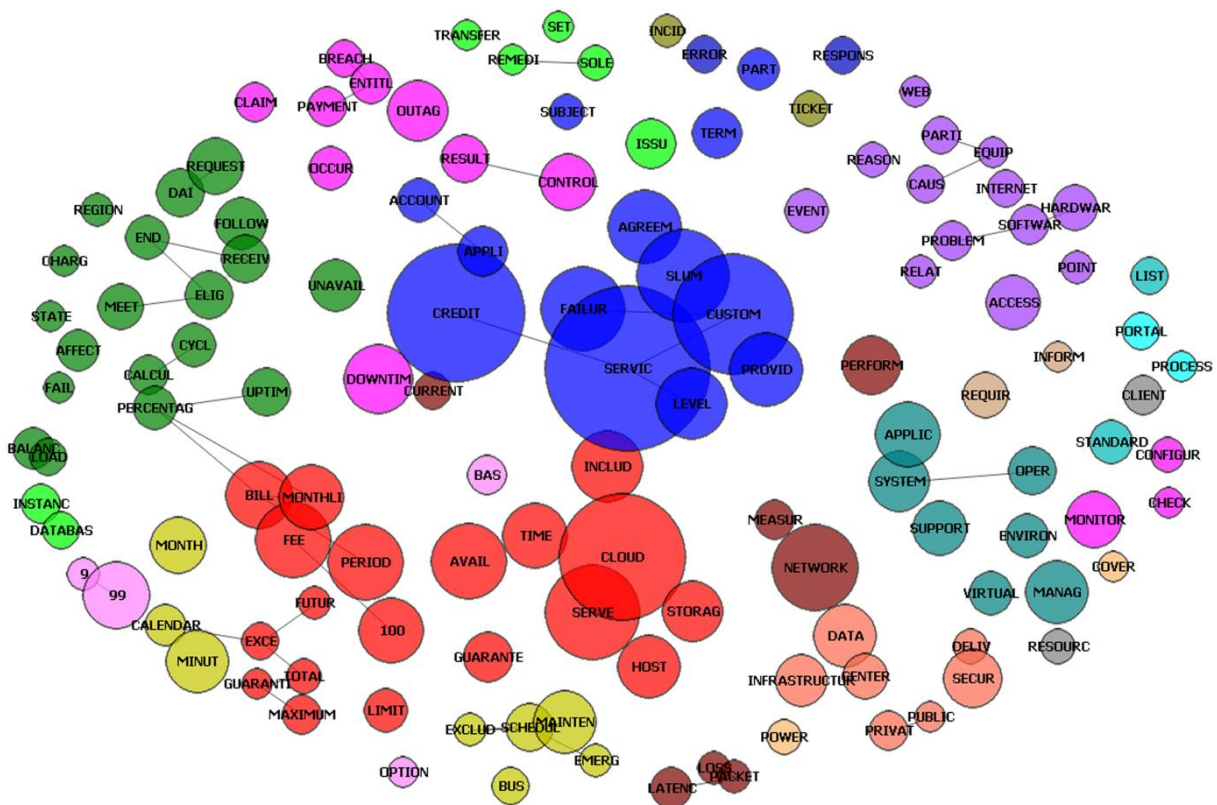 SET
TRANSFER
INCID
BREACH
REMEDI
SOLE
ERROR
PART
RESPONS
ENTITL
CLAIM
PAYMENT
OUTAG
SUBJECT
TICKET
WEB
TERM
PARTI
ISSU
EQUIP
REQUEST
OCCUR
RESULT
REASON
CONTROL
CAUS
INTERNET
DAI
ACCOUNT
REGION
FOLLOW
EVENT
HARDWAR
SOFTWAR
AGREEM
END
PROBLEM
APPLI
RECEIV
CHARG
RELAT
POINT
SLUM
LIST
UNAVAIL
ELIG
MEET
ACCESS
FAILUR
CREDIT
CUSTOM
STATE
PORTAL
CYCL
AFFECT
INFORM
PERFORM
PROCESS
SERVIC
PROVID
CALCUL
DOWNTIM
FAIL
CURRENT
UPTIM
REQUIR
CLIENT
LEVEL
PERCENTAG
APPLIC
STANDARD
BALANC
LOAD
CONFIGUR
INCLUD
OPER
BAS
SYSTEM
BILL
MONTHLI
INSTANC
CHECK
MEASUR
MONITOR
SUPPORT
DATABAS
TIME
ENVIRON
FEE
MONTH
CLOUD
PERIOD
AVAIL
NETWORK
COVER
9
99
VIRTUAL
MANAG
FUTUR
SERVE
STORAG
CALENDAR
100
DATA
EXCE
DELIV
RESOURC
GUARANTE
MINUT
HOST
TOTAL
CENTER
SECUR
GUARANTI
INFRASTRUCTUR
LIMIT
MAXIMUM
PUBLIC
MAINTEN
EXCLUD
SCHEDUL
PRIVAT
POWER
EMERG
LOSS
OPTION
PACKET
BUS
LATENC